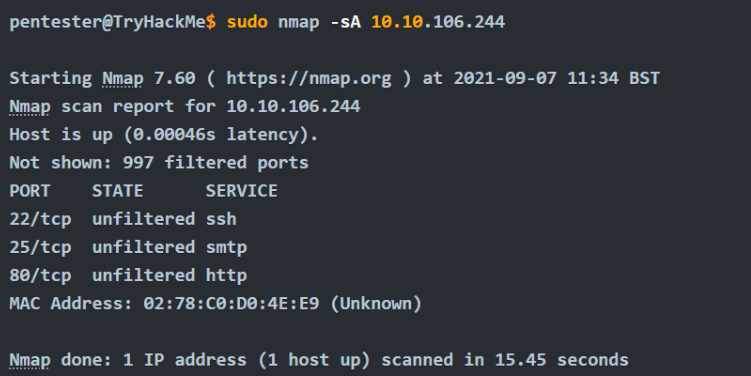 pentester@TryHackMe$ sudo nmap -sA 10.10.106.244
Starting Nmap 7.60 ( https://nmap.org ) at 2021-09-07 11:34 BST
Nmap scan report for 10.10.106.244
Host is up (0.00046s latency).
Not shown: 997 filtered ports
PORT   STATE      SERVICE
22/tcp unfiltered ssh
25/tcp unfiltered smtp
80/tcp unfiltered http
MAC Address: 02:78:C0:D0:4E:E9 (Unknown)
Nmap done: 1 IP address (1 host up) scanned in 15.45 seconds